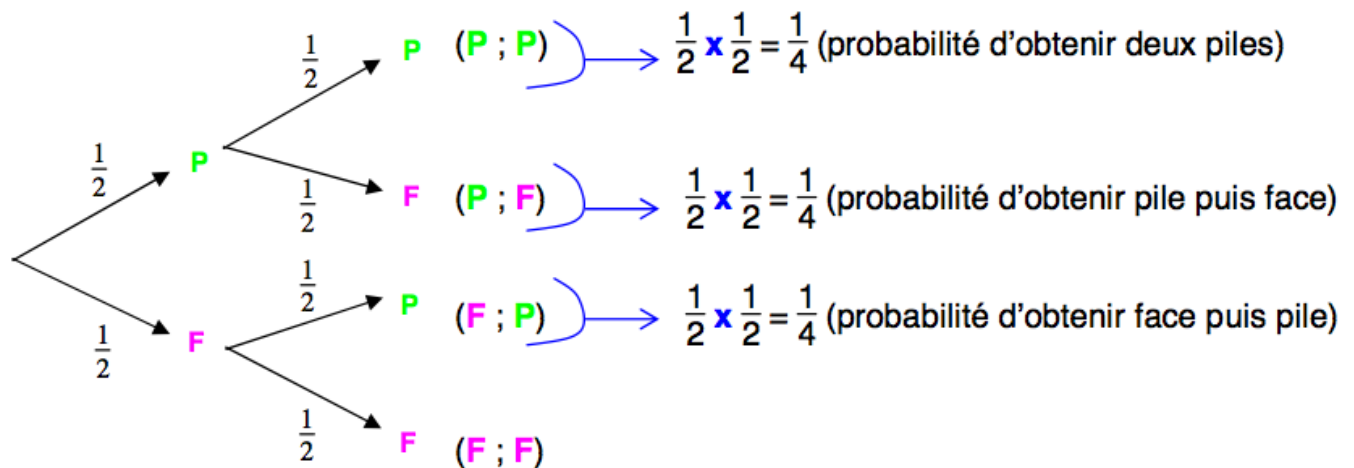 1/2 P (P ; P) 1/2 x 1/2 = 1/4 (probabilité d'obtenir deux piles)
1/2 P
1/2 F (P ; F) 1/2 x 1/2 = 1/4 (probabilité d'obtenir pile puis face)
1/2 P (F ; P) 1/2 x 1/2 = 1/4 (probabilité d'obtenir face puis pile)
1/2 F
1/2 F (F ; F)